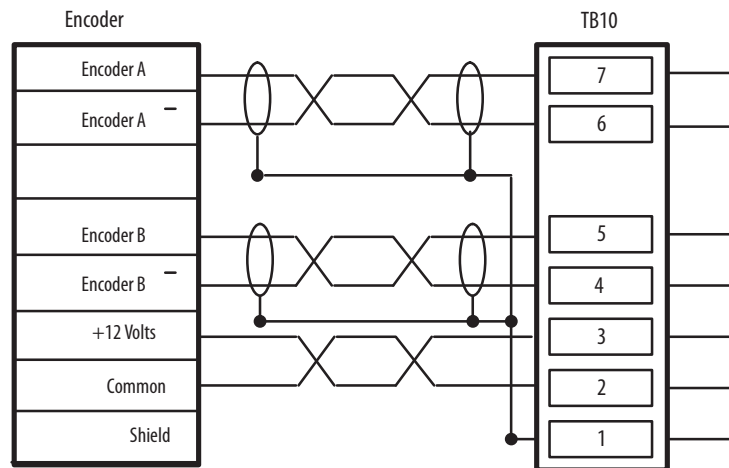 Encoder
TB10
Encoder A
7
Encoder A ‾
6
Encoder B
5
Encoder B ‾
4
+12 Volts
3
Common
2
Shield
1